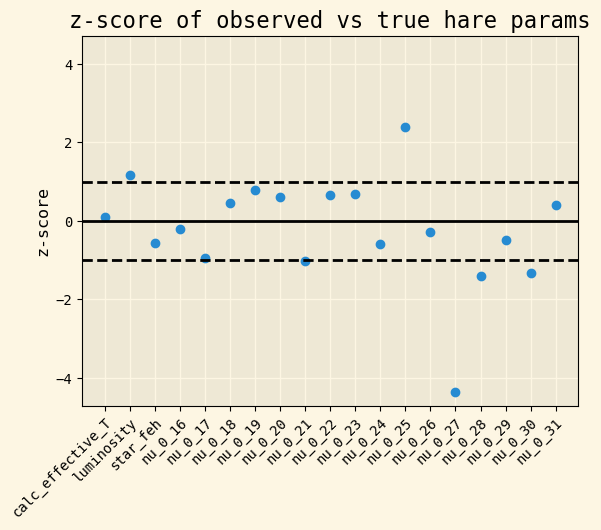 z-score of observed vs true hare params
z-score
4
2
0
−2
−4
calc_effective_T
luminosity
star_feh
nu_0_16
nu_0_17
nu_0_18
nu_0_19
nu_0_20
nu_0_21
nu_0_22
nu_0_23
nu_0_24
nu_0_25
nu_0_26
nu_0_27
nu_0_28
nu_0_29
nu_0_30
nu_0_31